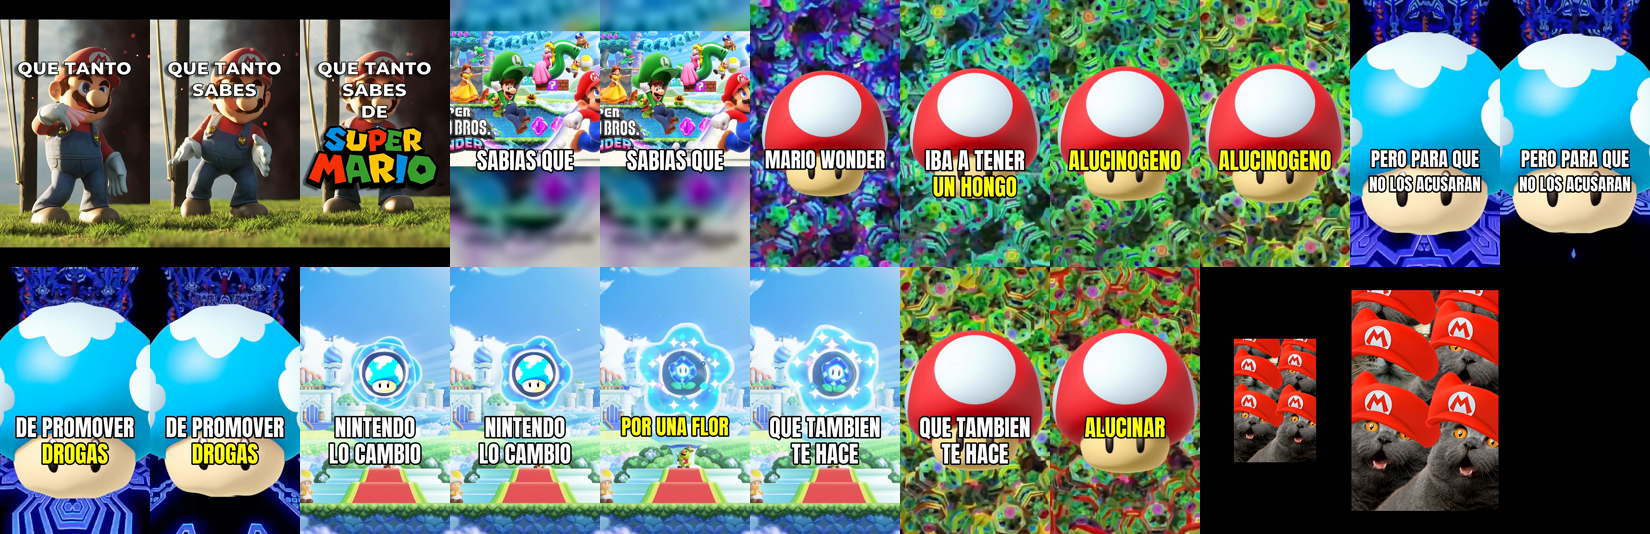 QUE TANTO
QUE TANTO
SABES
QUE TANTO
SABES
DE
SUPER
MARIO
BROS.
SABIAS QUE
BROS.
SABIAS QUE
MARIO WONDER
IBA A TENER
UN HONGO
ALUCINOGENO
ALUCINOGENO
PERO PARA QUE
NO LOS ACUSARAN
PERO PARA QUE
NO LOS ACUSARAN
DE PROMOVER
DROGAS
DE PROMOVER
DROGAS
NINTENDO
LO CAMBIO
NINTENDO
LO CAMBIO
POR UNA FLOR
QUE TAMBIEN
TE HACE
QUE TAMBIEN
TE HACE
ALUCINAR
M
M
M
M
M
M